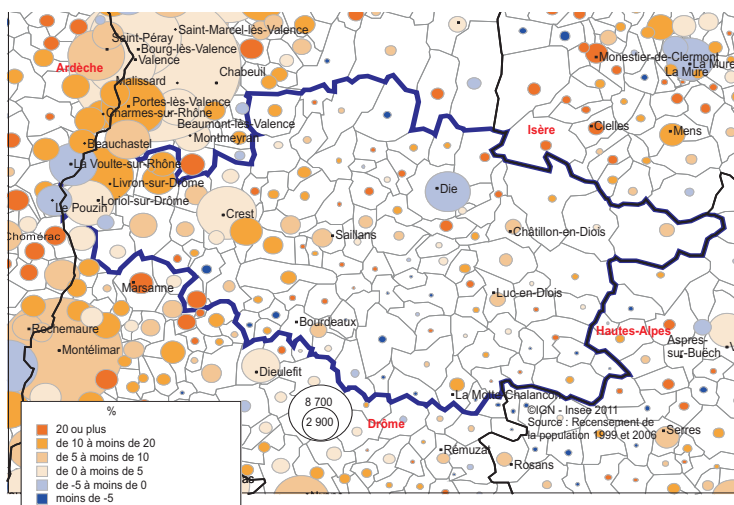 Saint-Marcel-lès-Valence
Saint-Péray
Bourg-lès-Valence
Valence
Ardèche
Malissard
Chabeuil
Monestier-de-Clermont
La Mure
La Mure
Portes-lès-Valence
Charmes-sur-Rhône
Beaumont-lès-Valence
Montmeyran
Isère
Clelles
Mens
Beauchastel
La Voulte-sur-Rhône
Livron-sur-Drôme
Die
Le Pouzin
Loriol-sur-Drôme
Crest
Chomérac
Saillans
Châtillon-en-Diois
Marsanne
Luc-en-Diois
Rochemaure
Bourdeaux
Hautes-Alpes
Montélimar
Aspres-
sur-Buëch
V
Dieulefit
La Motte Chalancon
8 700
2 900
Drôme
©IGN - Insee 2011
Source : Recensement de
la population 1999 et 2006
Serres
Rémuzat
Rosans
%
20 ou plus
de 10 à moins de 20
de 5 à moins de 10
de 0 à moins de 5
de -5 à moins de 0
moins de -5